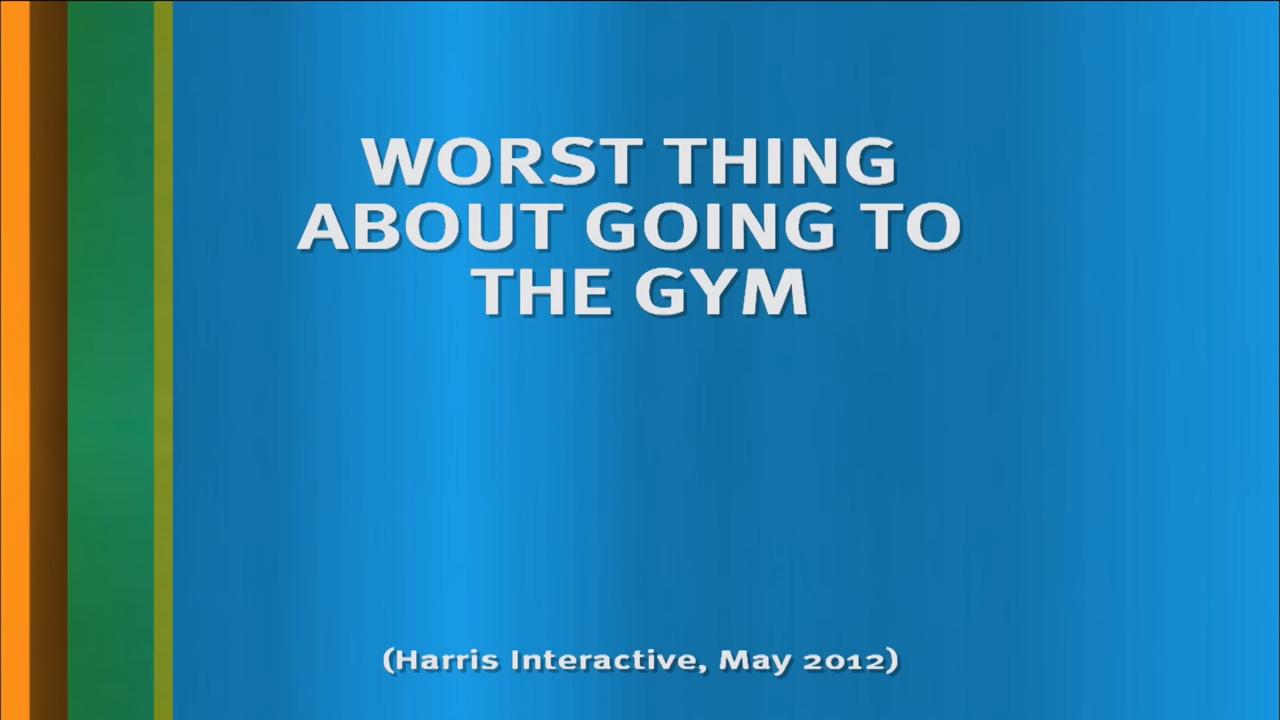 WORST THING
ABOUT GOING TO
THE GYM
(Harris Interactive, May 2012)